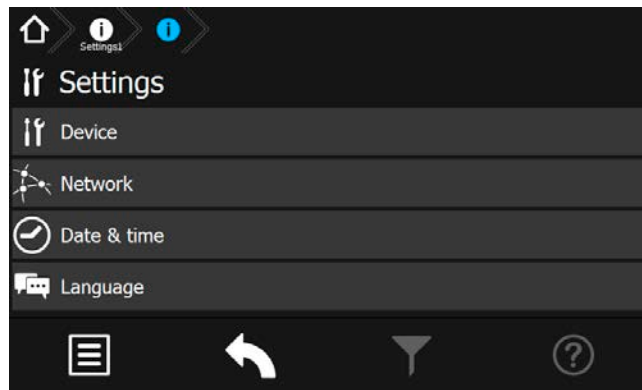 Settings1
Settings
Device
Network
Date & time
Language